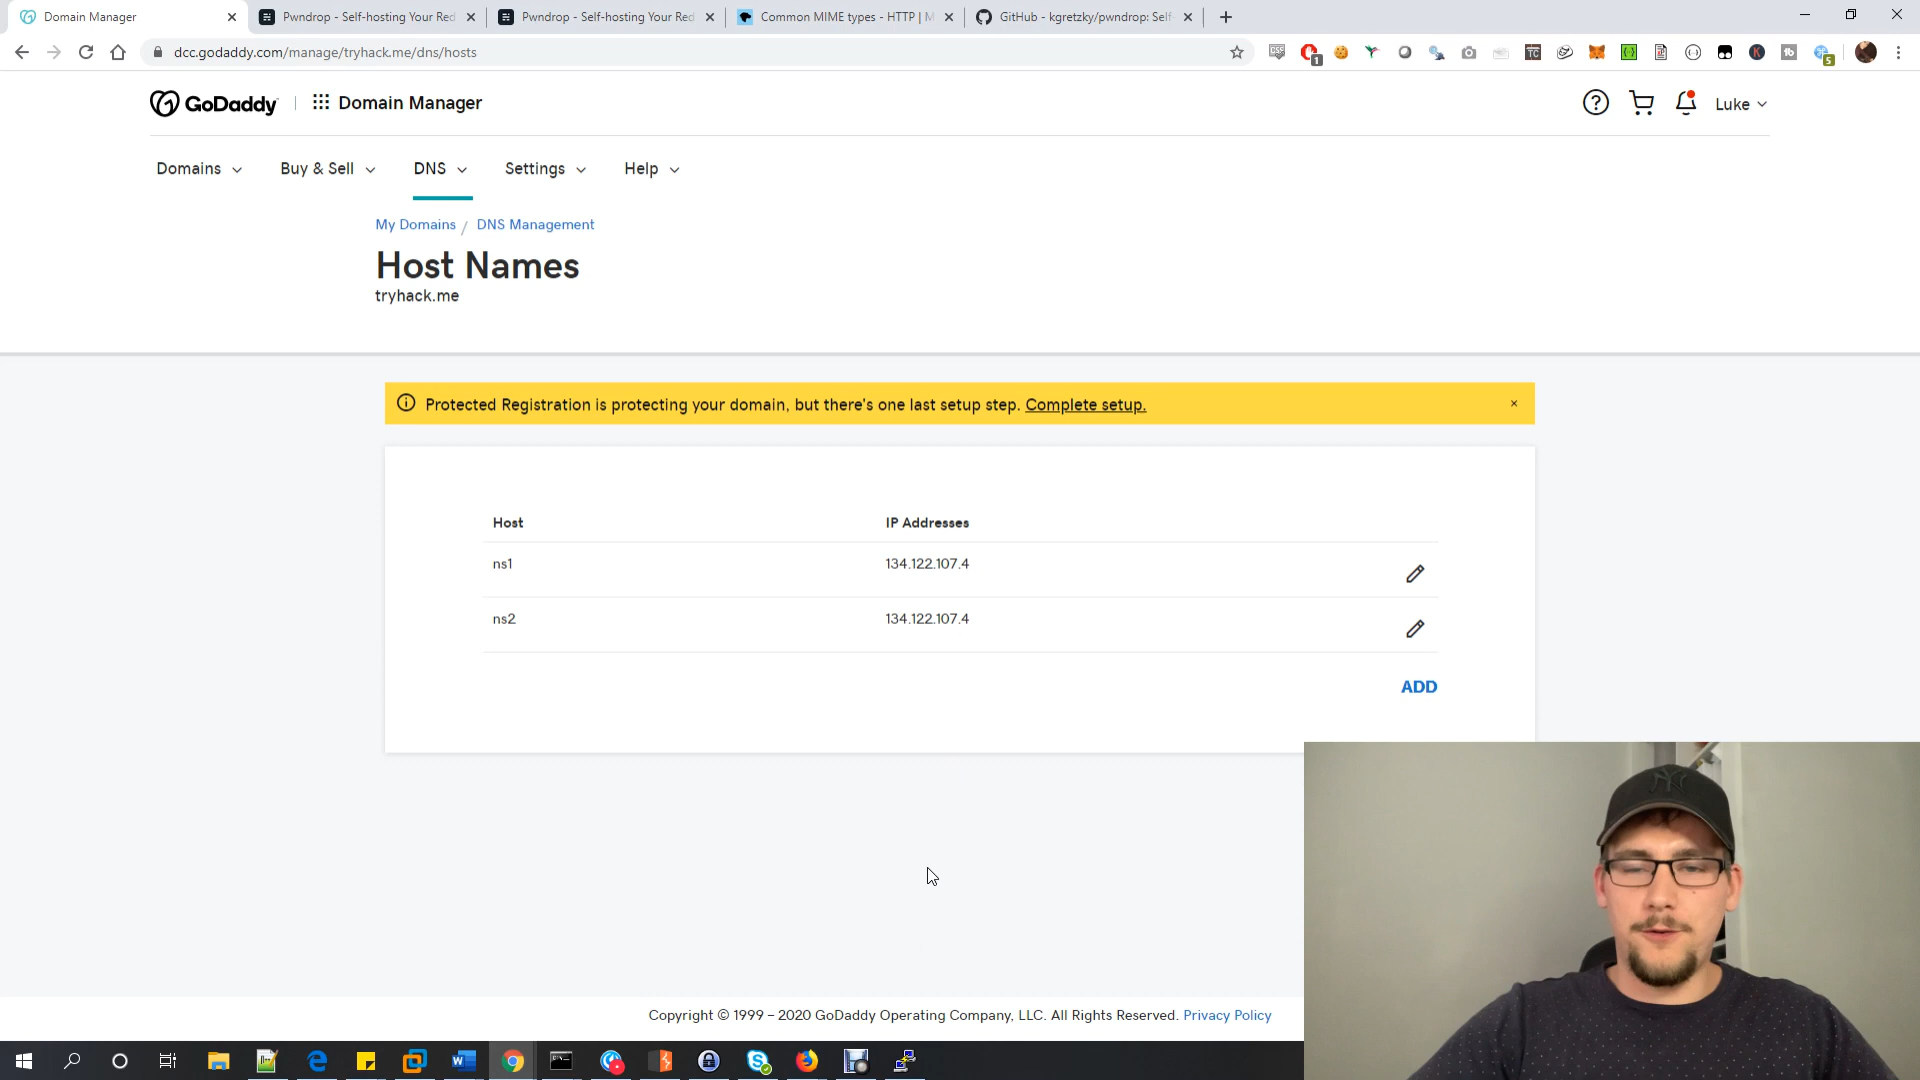 Domain Manager
Pwndrop - Self-hosting Your Red
Pwndrop - Self-hosting Your Red
Common MIME types - HTTP | M
GitHub - kgretzky/pwndrop: Self
dcc.godaddy.com/manage/tryhack.me/dns/hosts
GoDaddy
Domain Manager
Luke
Domains
Buy & Sell
DNS
Settings
Help
My Domains / DNS Management
Host Names
tryhack.me
Protected Registration is protecting your domain, but there's one last setup step. Complete setup.
Host IP Addresses
ns1 134.122.107.4
ns2 134.122.107.4
ADD
Copyright © 1999 – 2020 GoDaddy Operating Company, LLC. All Rights Reserved. Privacy Policy